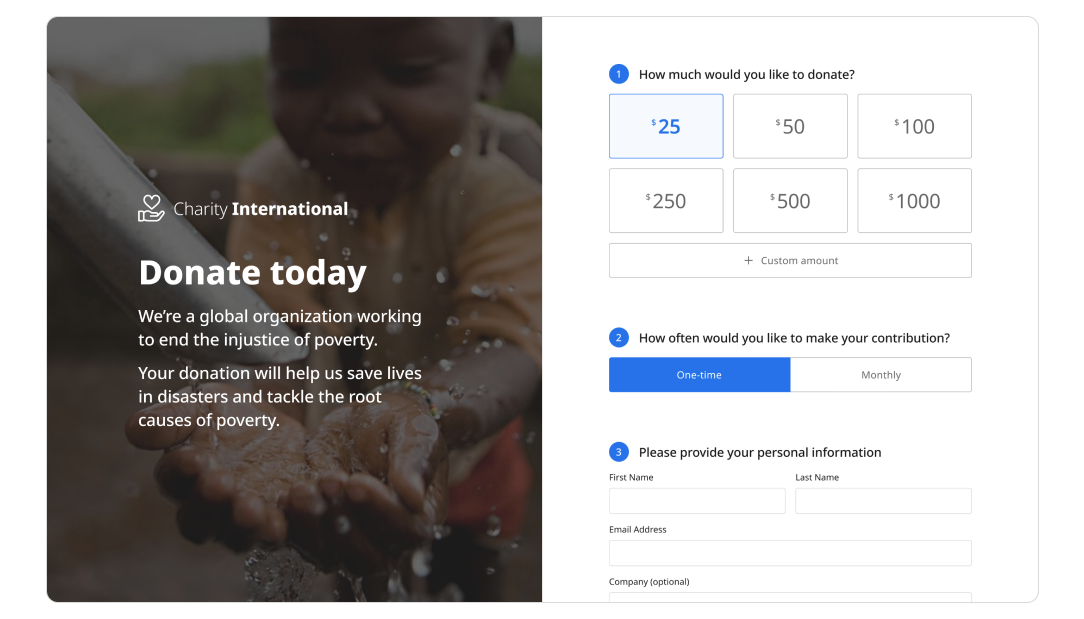 Charity International
Donate today
We’re a global organization working
to end the injustice of poverty.
Your donation will help us save lives
in disasters and tackle the root
causes of poverty.
1 How much would you like to donate?
$25 $50 $100
$250 $500 $1000
+ Custom amount
2 How often would you like to make your contribution?
One-time Monthly
3 Please provide your personal information
First Name Last Name
Email Address
Company (optional)